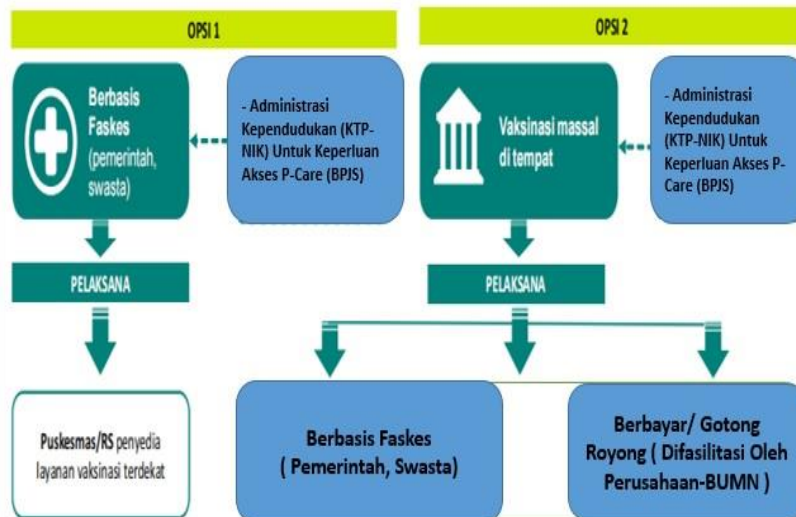 OPSI 1
Berbasis
Faskes
(pemerintah,
swasta)
- Administrasi
Kependudukan (KTP-
NIK) Untuk Keperluan
Akses P-Care (BPJS)
PELAKSANA
Puskesmas/RS penyedia
layanan vaksinasi terdekat
OPSI 2
Vaksinasi massal
di tempat
- Administrasi
Kependudukan
(KTP-NIK) Untuk
Keperluan Akses P-
Care (BPJS)
PELAKSANA
Berbasis Faskes
( Pemerintah, Swasta)
Berbayar/ Gotong
Royong ( Difasilitasi Oleh
Perusahaan-BUMN )